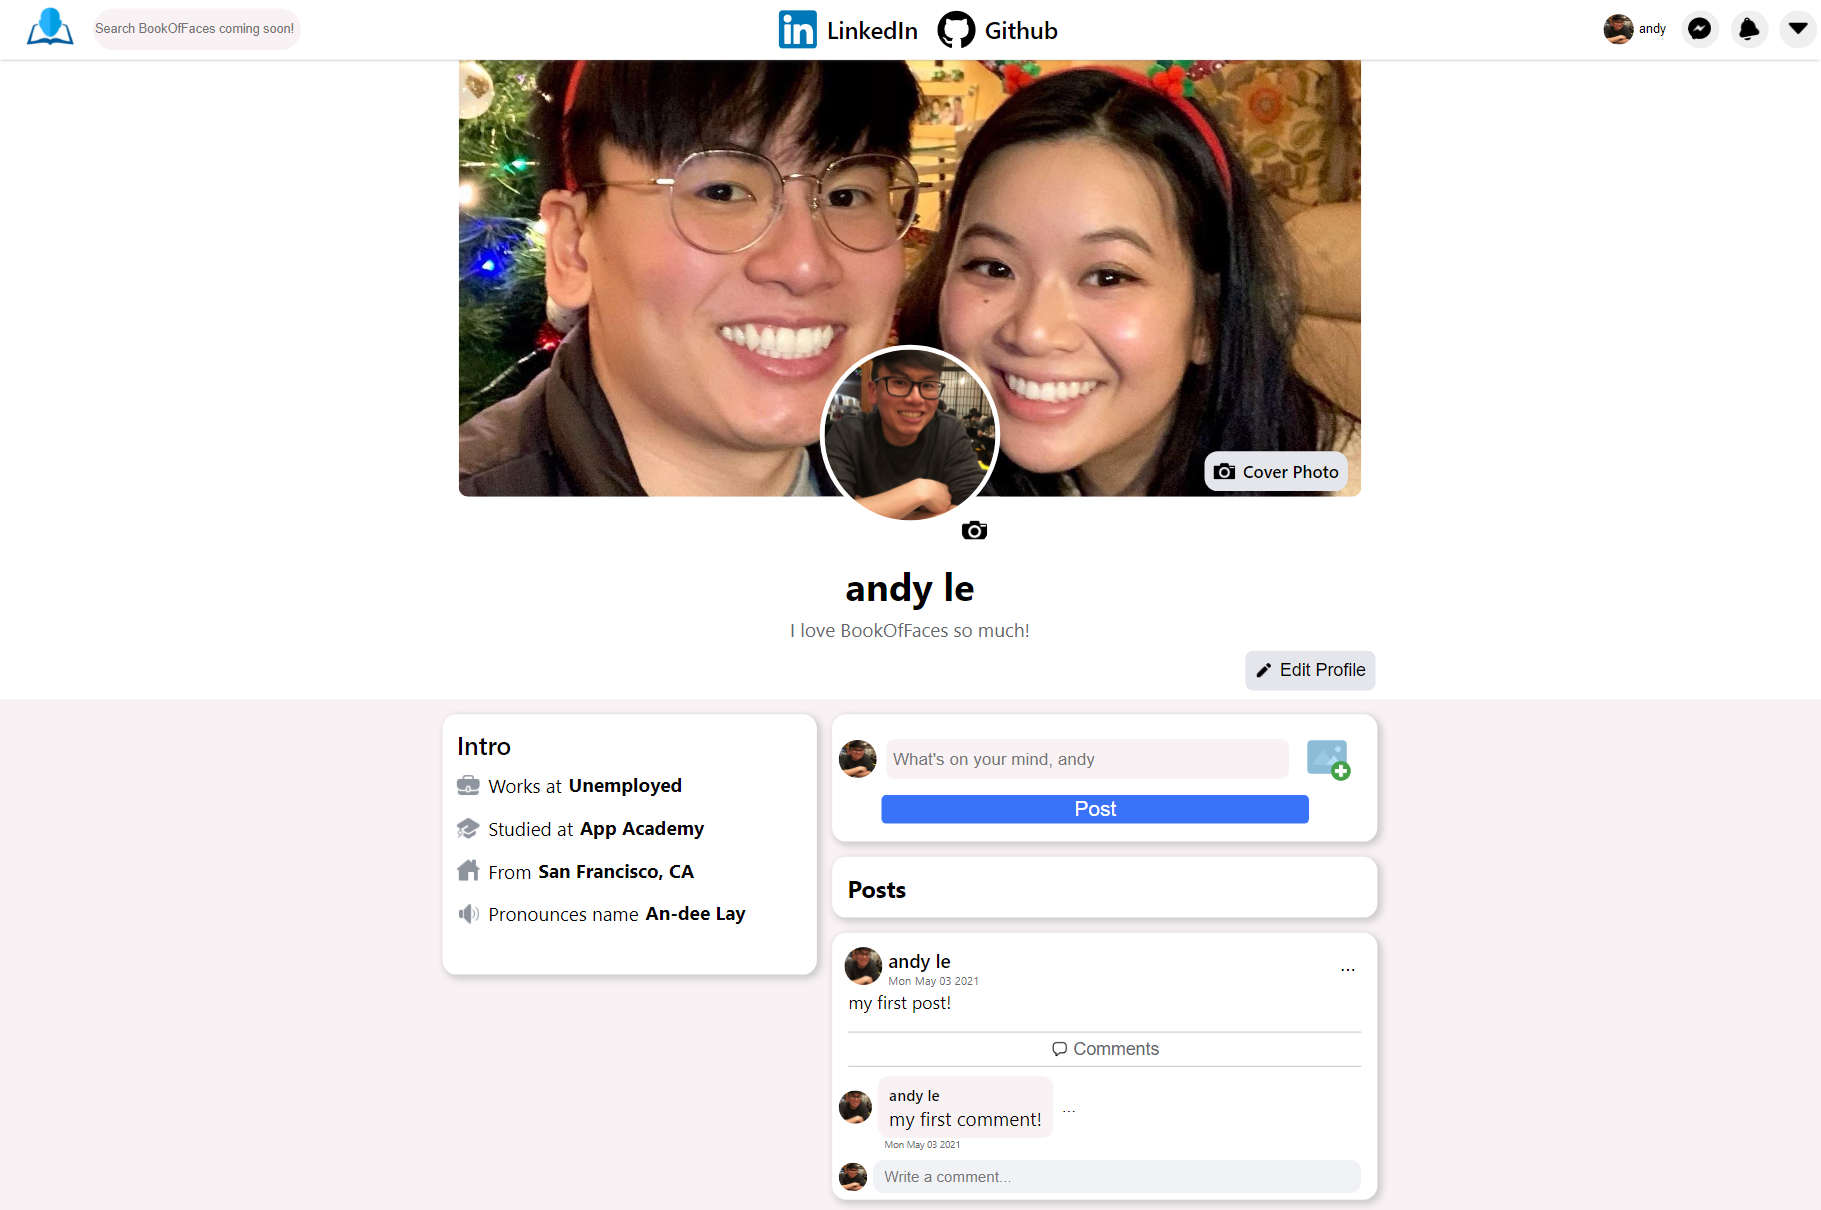 Search BookOfFaces coming soon!
LinkedIn
Github
andy
Cover Photo
andy le
I love BookOfFaces so much!
Edit Profile
Intro
Works at Unemployed
Studied at App Academy
From San Francisco, CA
Pronounces name An-dee Lay
What's on your mind, andy
Post
Posts
andy le
...
Mon May 03 2021
my first post!
Comments
andy le
my first comment!
...
Mon May 03 2021
Write a comment...